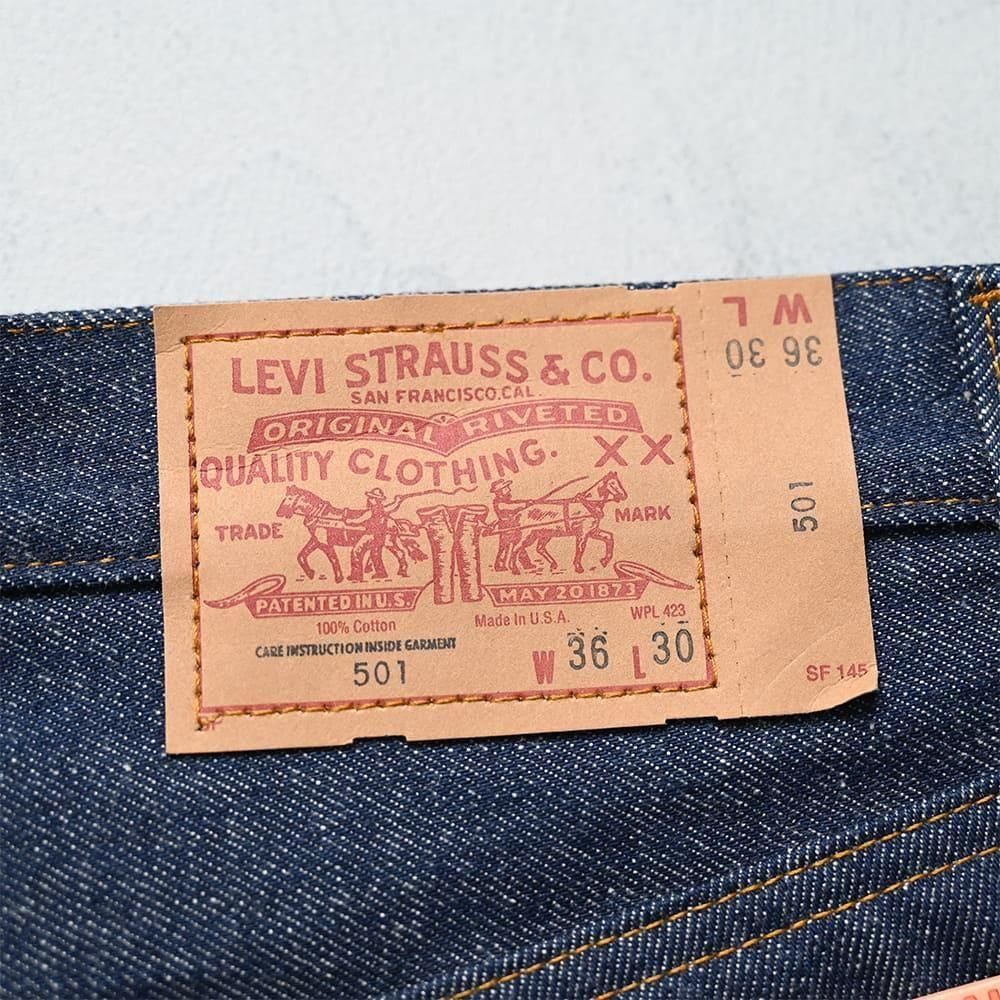 LEVI STRAUSS & CO.
SAN FRANCISCO, CAL.
ORIGINAL RIVETED
QUALITY CLOTHING. XX
TRADE MARK
PATENTED IN U.S. MAY 20 1873
100% Cotton Made In U.S.A. WPL 423
CARE INSTRUCTION INSIDE GARMENT
501 W 36 L 30
W L
36 30
501
SF 145